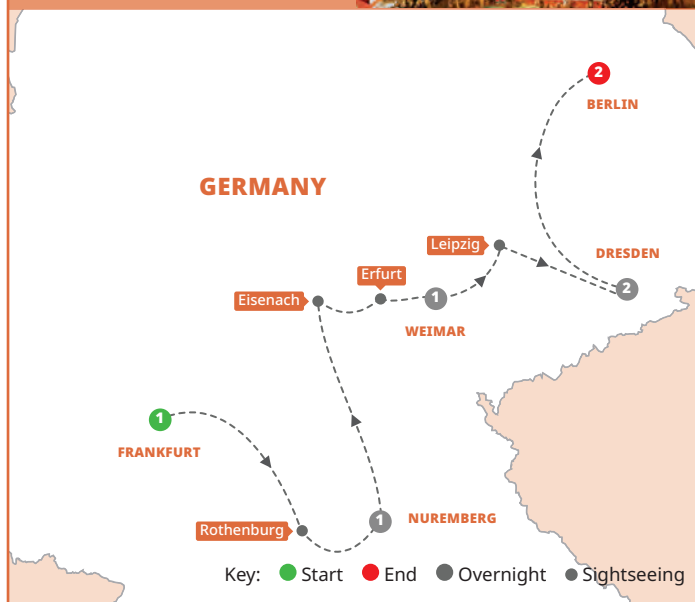 2
BERLIN
GERMANY
Leipzig
DRESDEN
Erfurt
2
Eisenach
1
WEIMAR
1
FRANKFURT
Rothenburg
1
NUREMBERG
Key: Start End Overnight Sightseeing